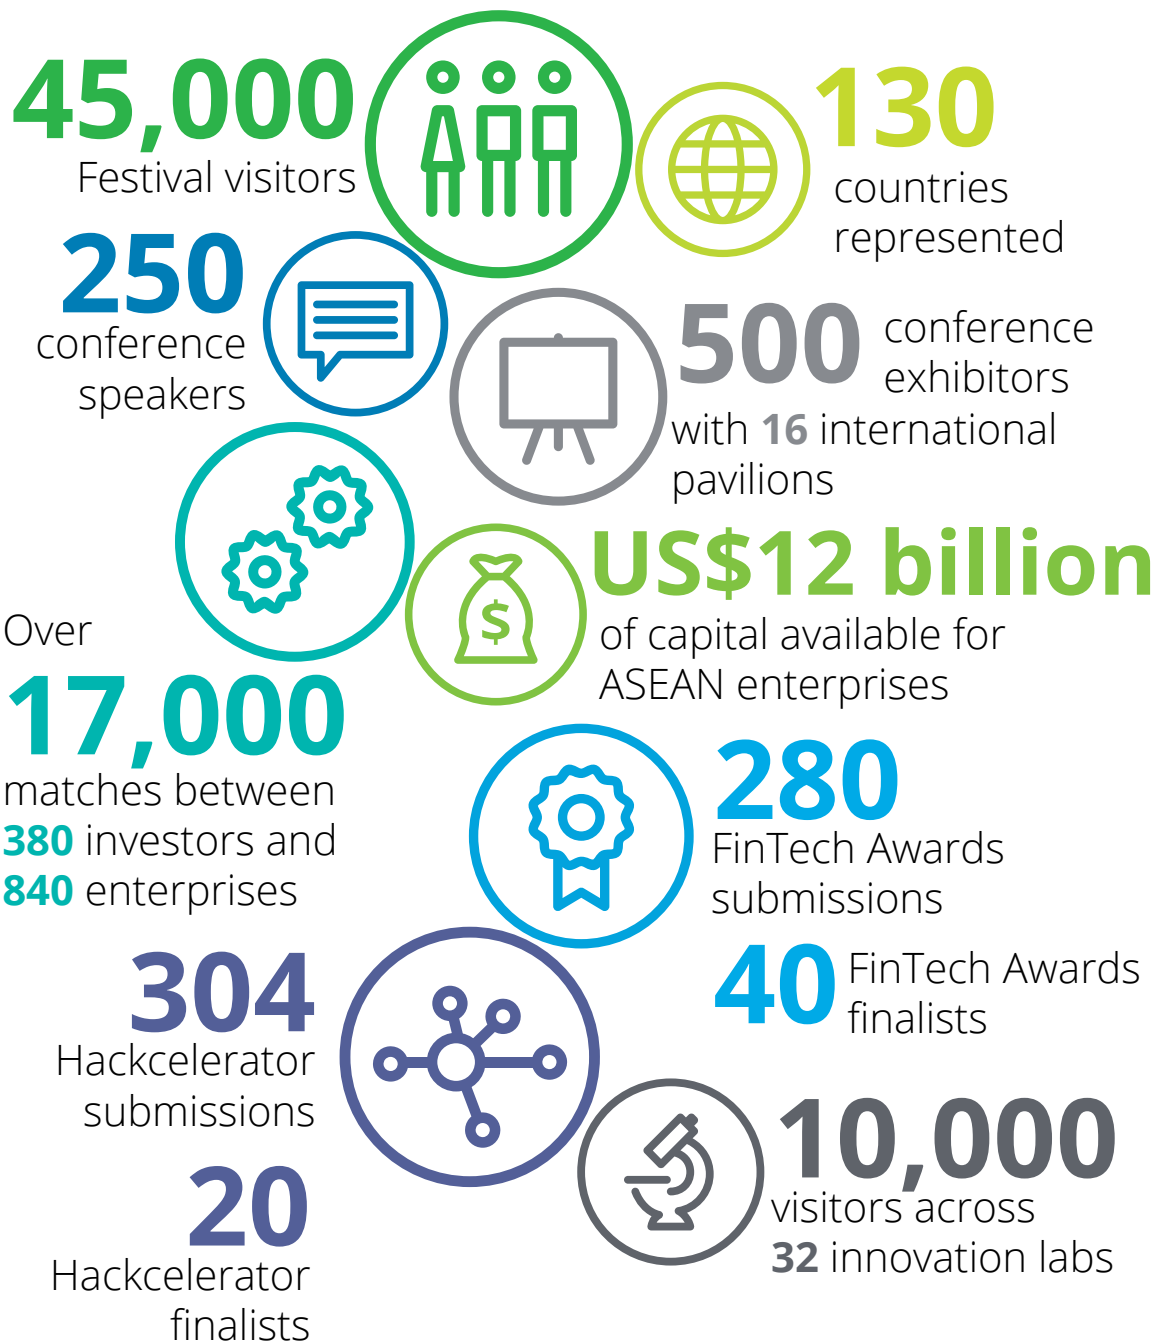 45,000
Festival visitors
130
countries
represented
250
conference
speakers
500
conference
exhibitors
with 16 international
pavilions
$
US$12 billion
of capital available for
ASEAN enterprises
Over
17,000
matches between
380 investors and
840 enterprises
280
FinTech Awards
submissions
40
FinTech Awards
finalists
304
Hackcelerator
submissions
20
Hackcelerator
finalists
10,000
visitors across
32 innovation labs